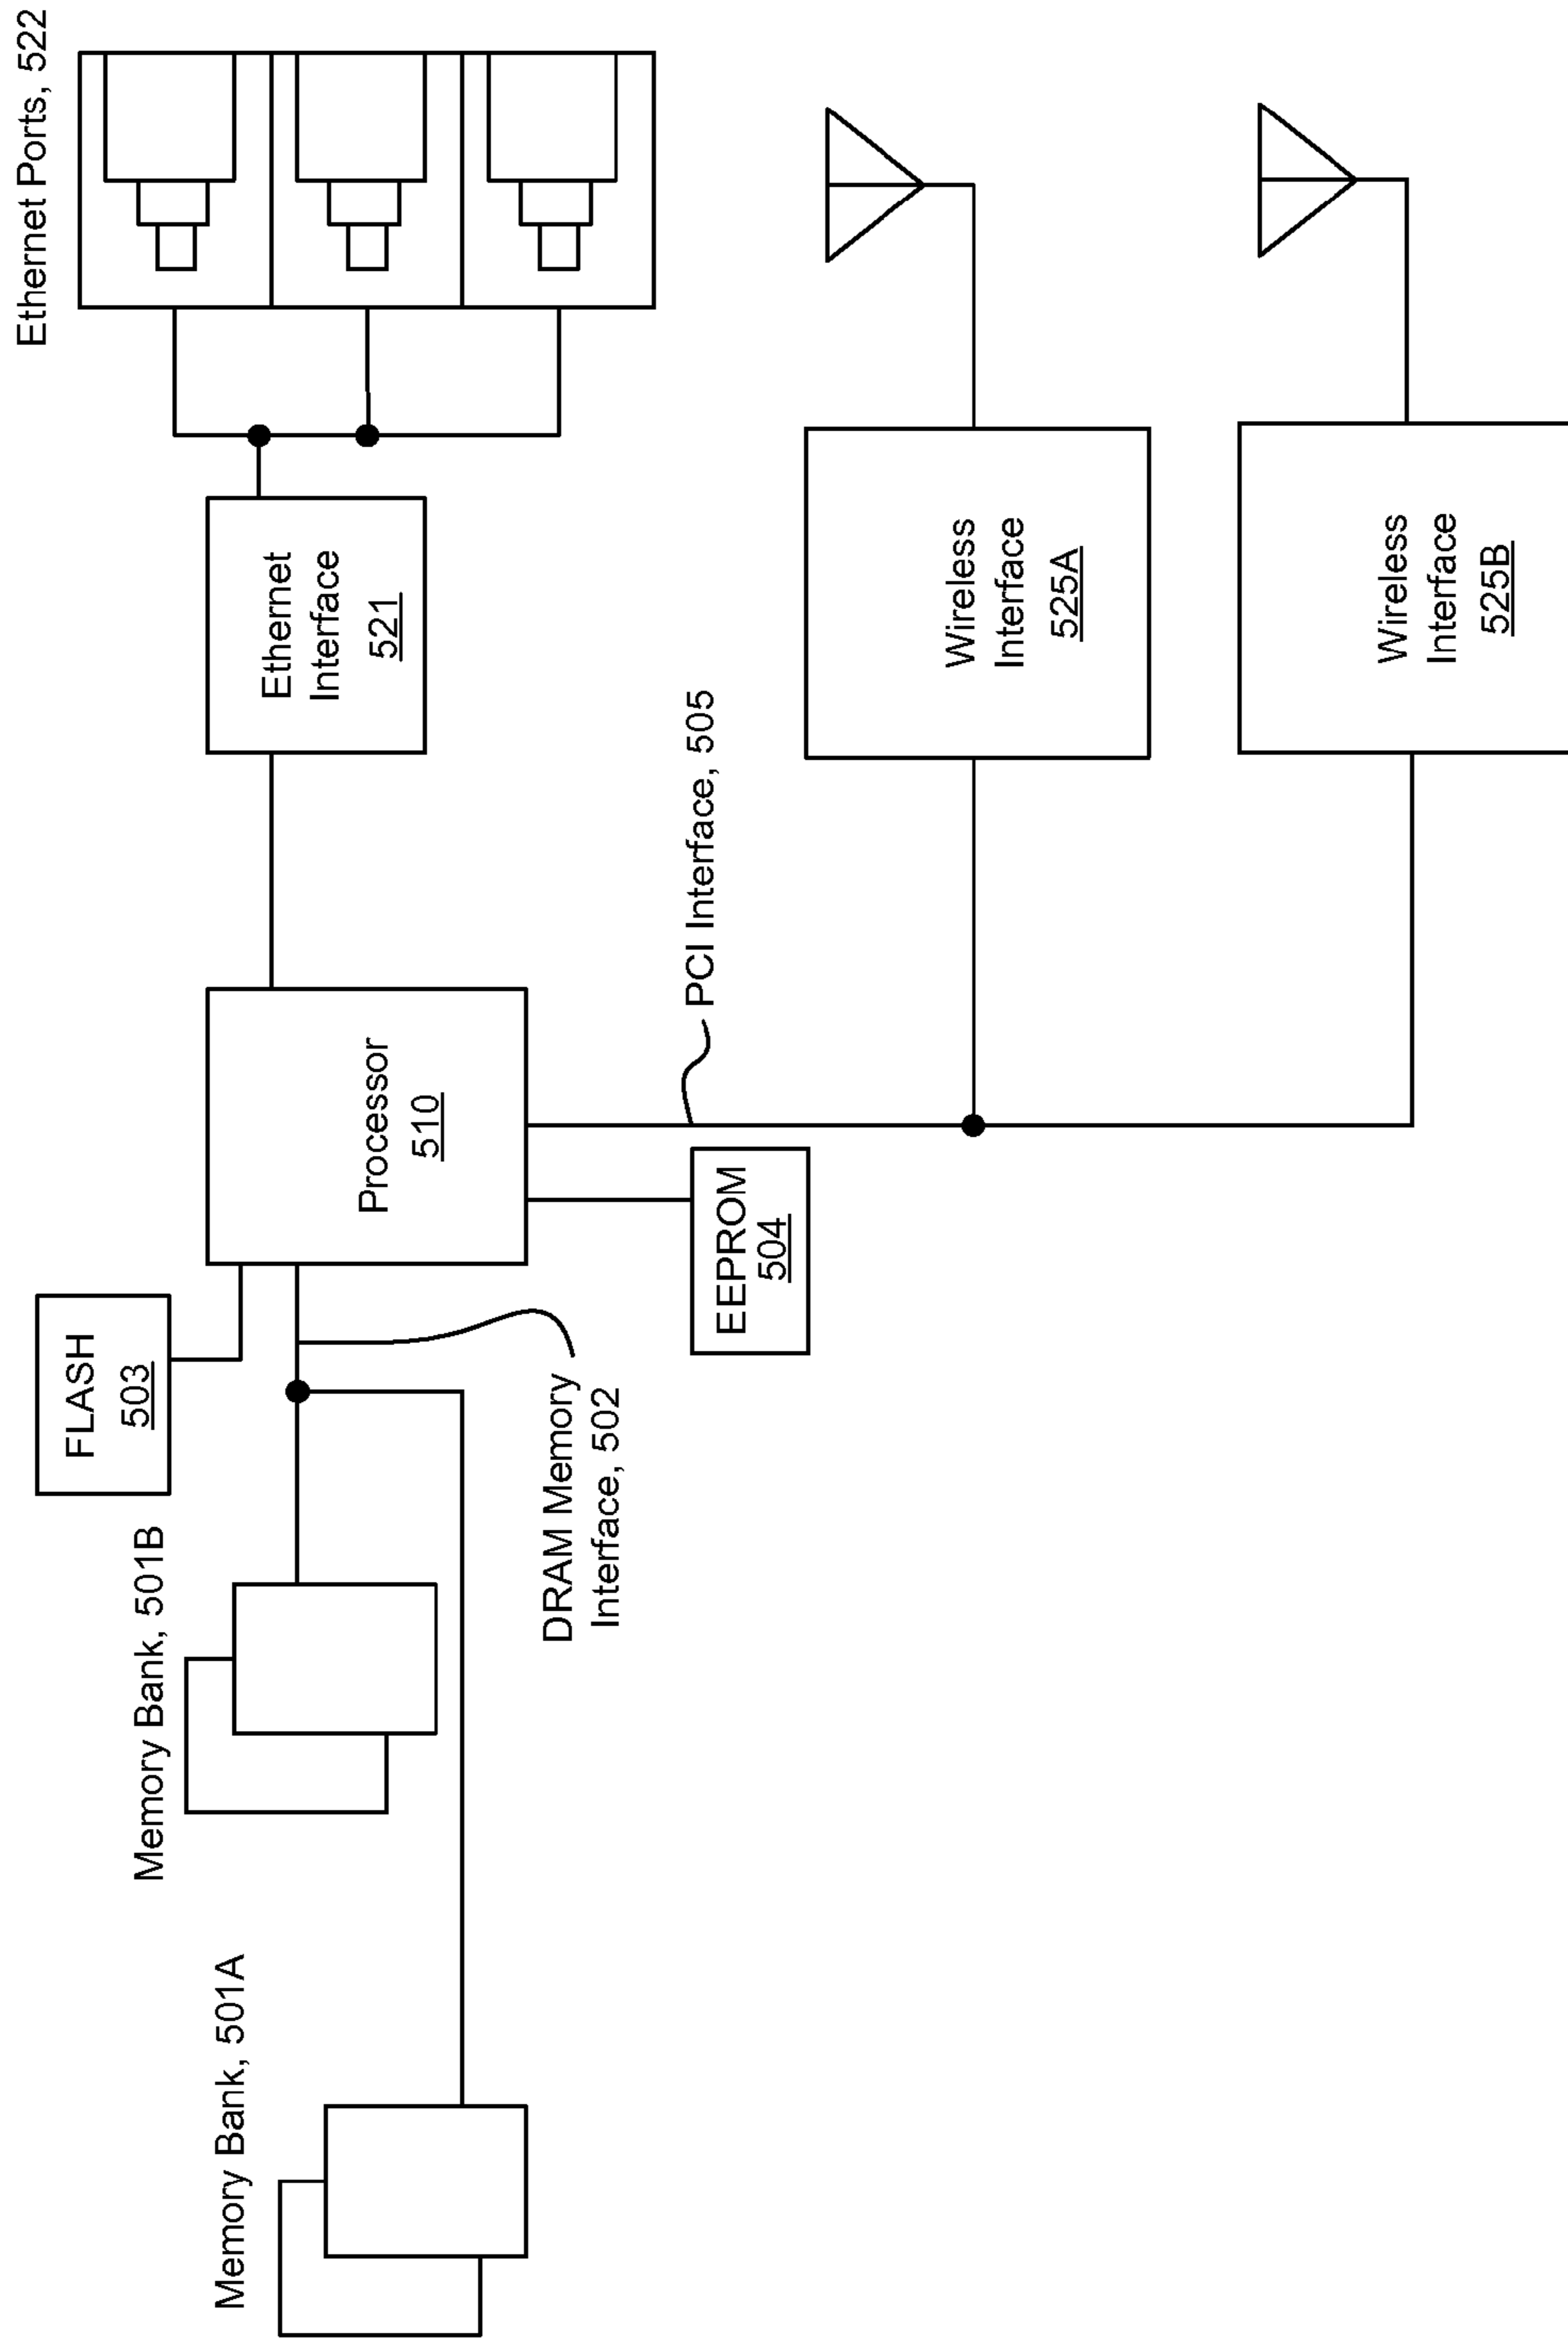 Memory Bank, 501A
Memory Bank, 501B
FLASH
503
DRAM Memory
Interface, 502
Processor
510
EEPROM
504
PCI Interface, 505
Ethernet
Interface
521
Ethernet Ports, 522
Wireless
Interface
525A
Wireless
Interface
525B